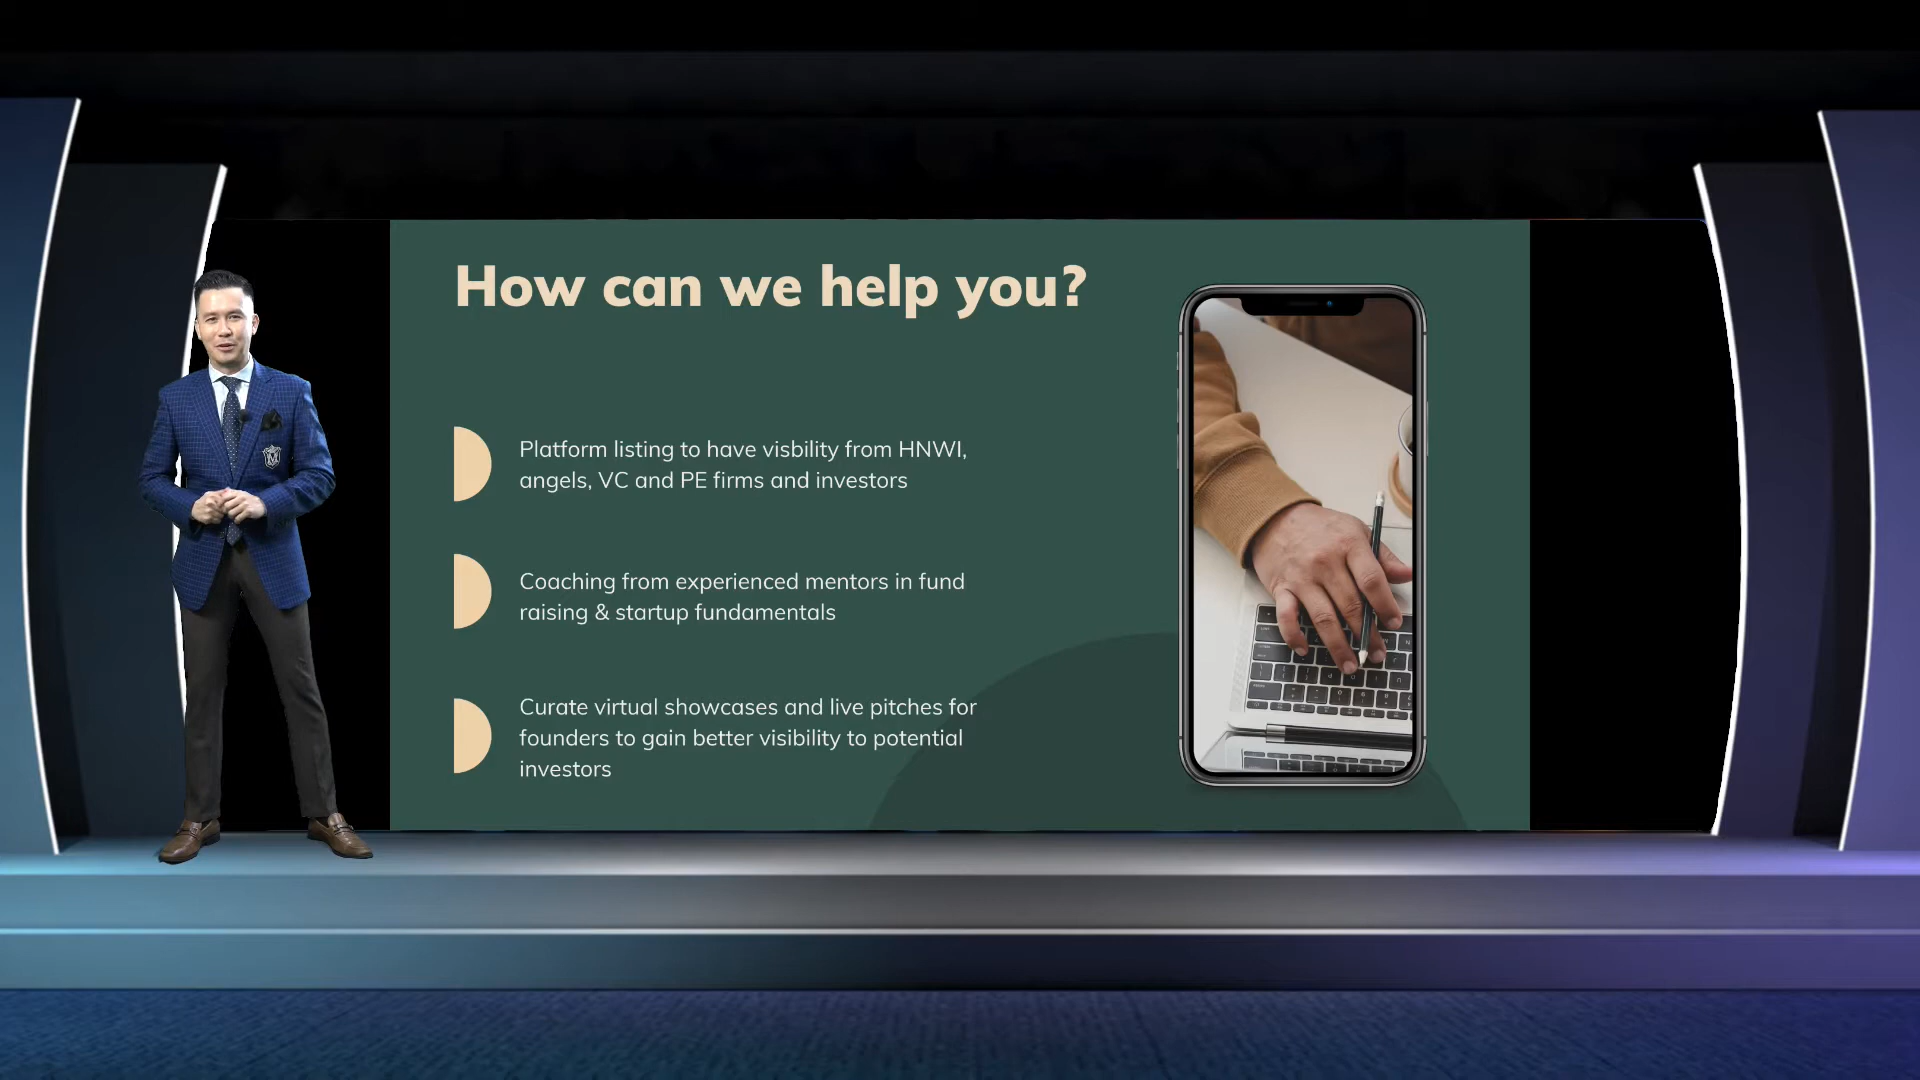 How can we help you?
Platform listing to have visbility from HNWI,
angels, VC and PE firms and investors
Coaching from experienced mentors in fund
raising & startup fundamentals
Curate virtual showcases and live pitches for
founders to gain better visibility to potential
investors